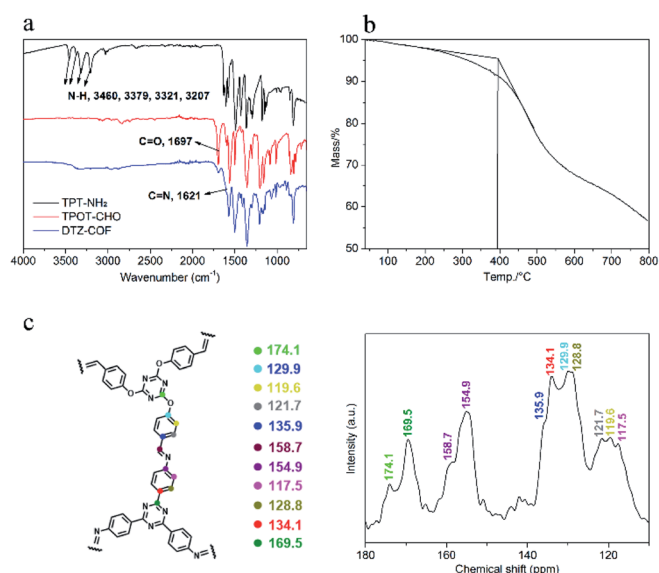 a
N-H, 3460, 3379, 3321, 3207
C=O, 1697
C=N, 1621
TPT-NH₂
TPOT-CHO
DTZ-COF
4000 3500 3000 2500 2000 1500 1000
Wavenumber (cm⁻¹)
b
100
95
90
85
80
75
70
65
60
55
50
Mass/%
100 200 300 400 500 600 700 800
Temp./°C
c
O N O
N N
O
N
N N
N
N N
174.1
129.9
119.6
121.7
135.9
158.7
154.9
117.5
128.8
134.1
169.5
Intensity (a.u.)
174.1
169.5
158.7
154.9
135.9
134.1
129.9
128.8
121.7
119.6
117.5
180 160 140 120
Chemical shift (ppm)